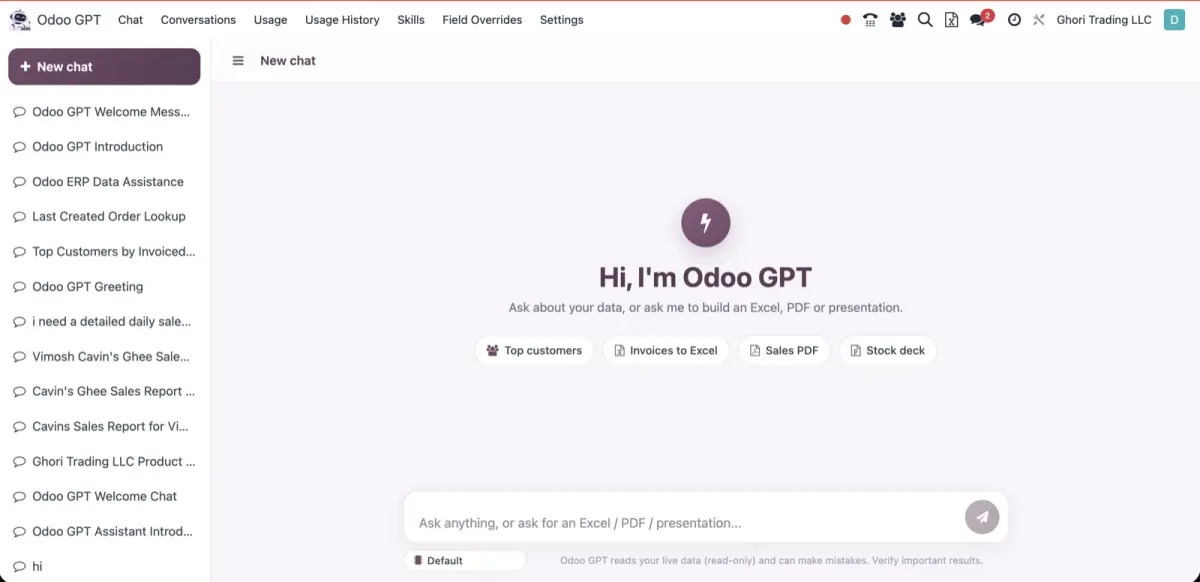 Odoo GPT Chat Conversations Usage Usage History Skills Field Overrides Settings 2 Ghori Trading LLC D
New chat
Odoo GPT Welcome Mess...
Odoo GPT Introduction
Odoo ERP Data Assistance
Last Created Order Lookup
Top Customers by Invoiced...
Odoo GPT Greeting
i need a detailed daily sale...
Vimosh Cavin's Ghee Sale...
Cavin's Ghee Sales Report ...
Cavins Sales Report for Vi...
Ghori Trading LLC Product ...
Odoo GPT Welcome Chat
Odoo GPT Assistant Introd...
hi
New chat
Hi, I'm Odoo GPT
Ask about your data, or ask me to build an Excel, PDF or presentation.
Top customers Invoices to Excel Sales PDF Stock deck
Ask anything, or ask for an Excel / PDF / presentation...
Default
Odoo GPT reads your live data (read-only) and can make mistakes. Verify important results.